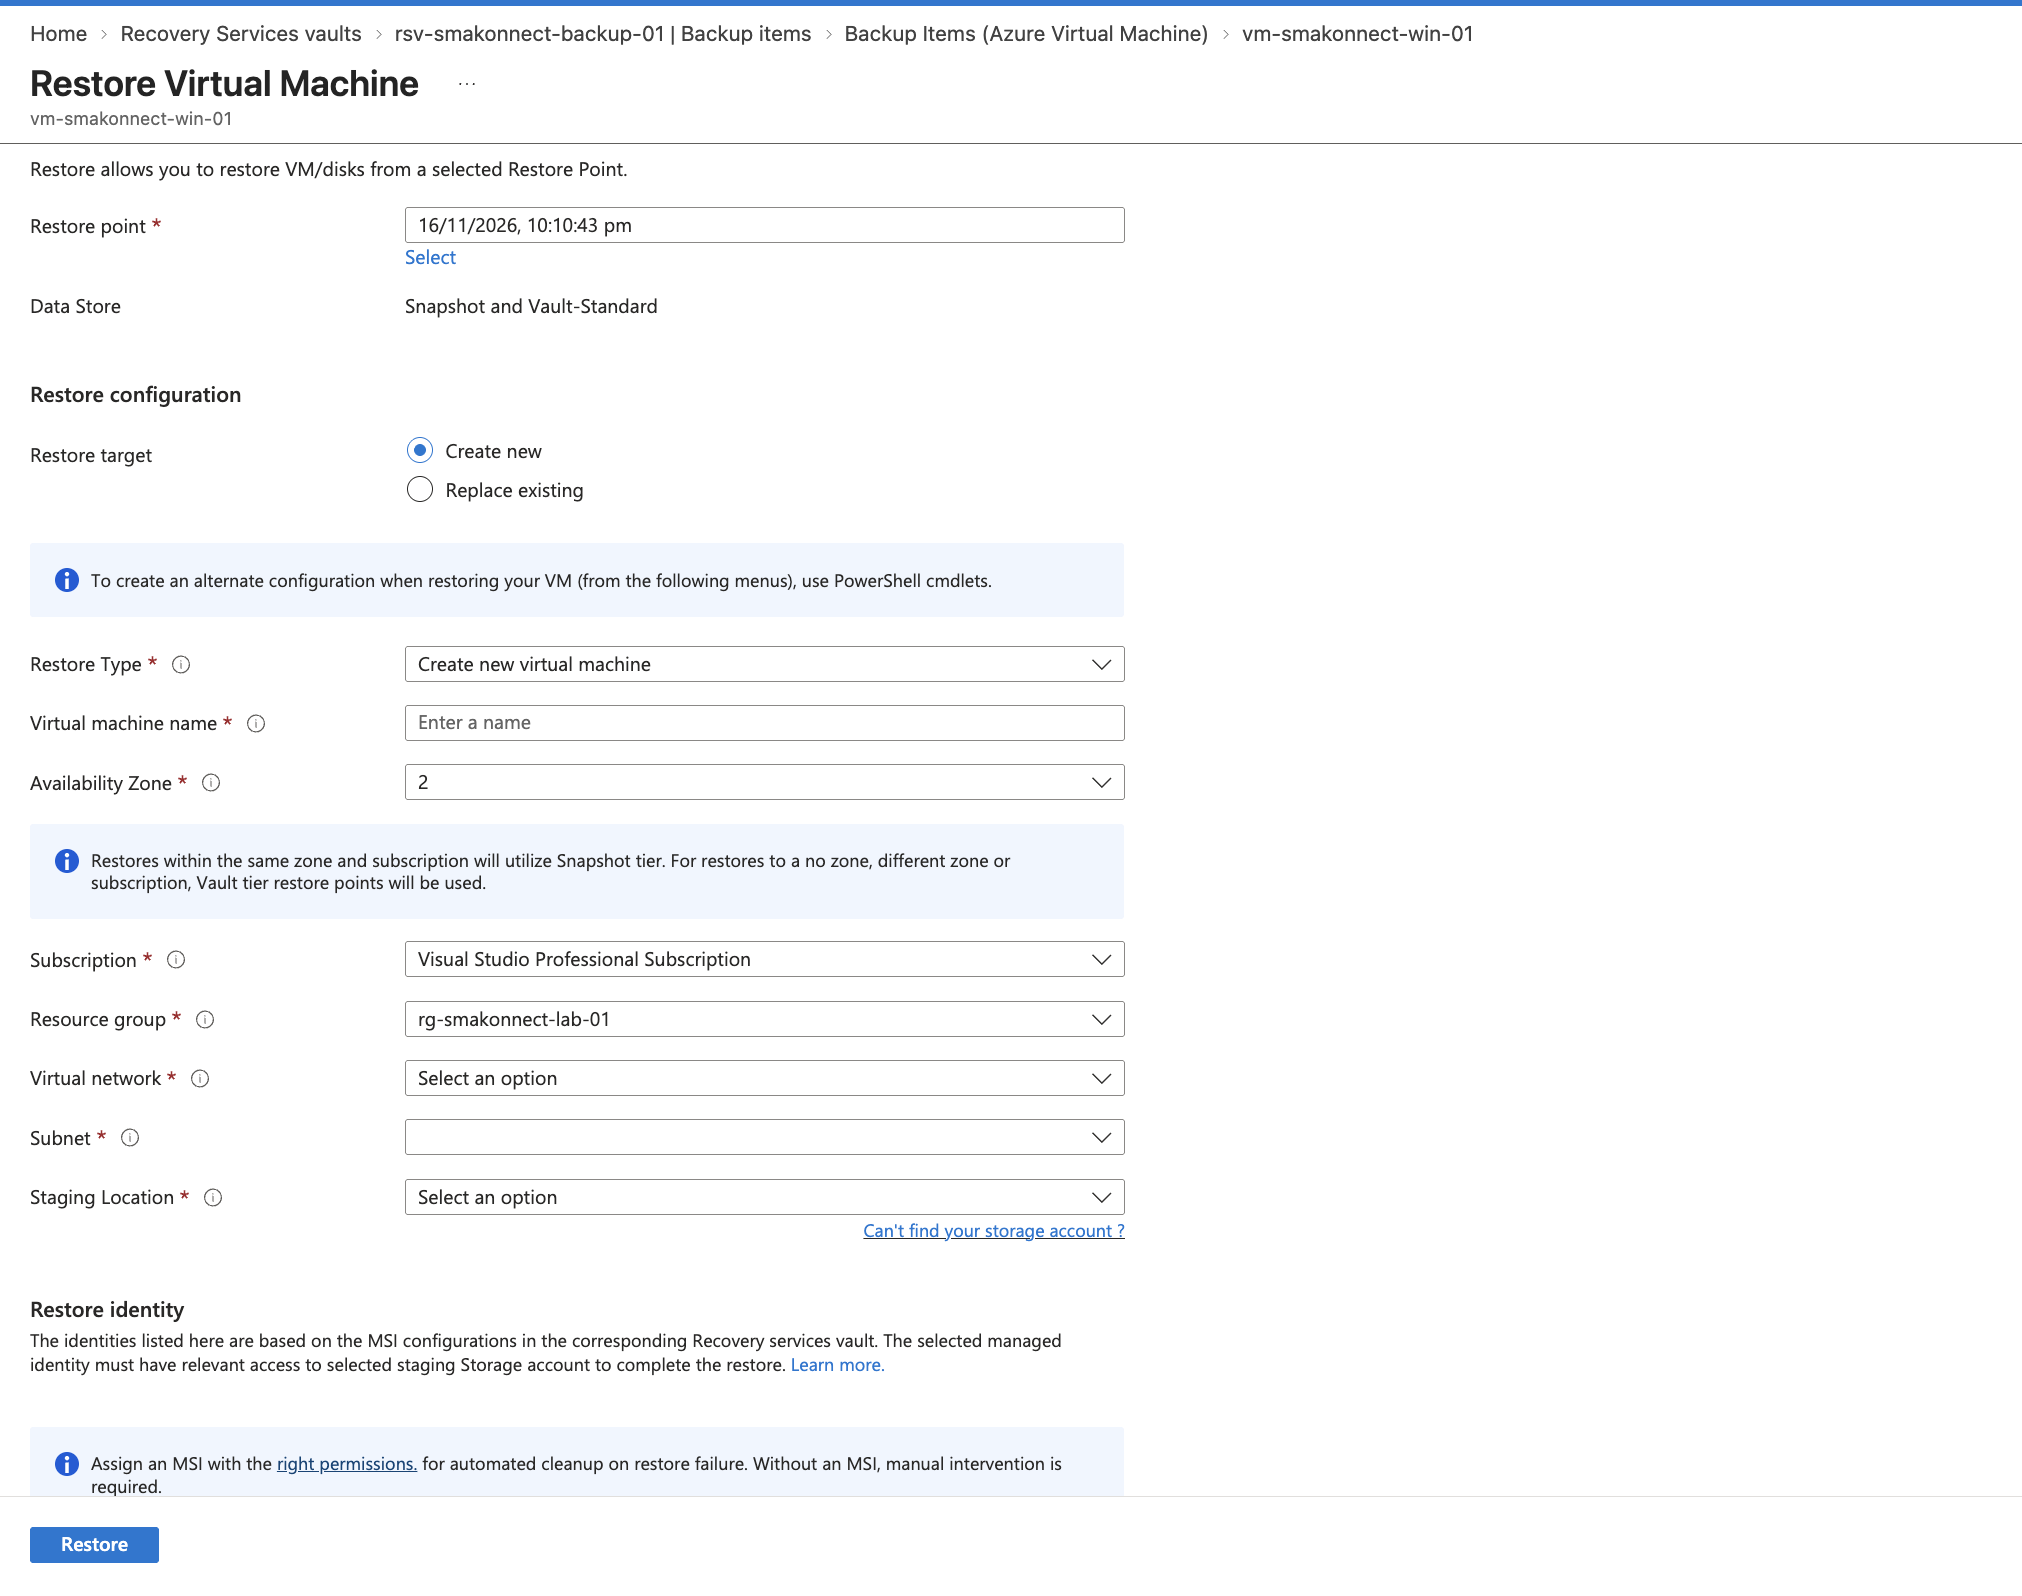 Home > Recovery Services vaults > rsv-smakonnect-backup-01 | Backup items > Backup Items (Azure Virtual Machine) > vm-smakonnect-win-01
Restore Virtual Machine ...
vm-smakonnect-win-01
Restore allows you to restore VM/disks from a selected Restore Point.
Restore point * 16/11/2026, 10:10:43 pm
Select
Data Store Snapshot and Vault-Standard
Restore configuration
Restore target Create new
Replace existing
To create an alternate configuration when restoring your VM (from the following menus), use PowerShell cmdlets.
Restore Type * Create new virtual machine
Virtual machine name * Enter a name
Availability Zone * 2
Restores within the same zone and subscription will utilize Snapshot tier. For restores to a no zone, different zone or
subscription, Vault tier restore points will be used.
Subscription * Visual Studio Professional Subscription
Resource group * rg-smakonnect-lab-01
Virtual network * Select an option
Subnet *
Staging Location * Select an option
Can't find your storage account ?
Restore identity
The identities listed here are based on the MSI configurations in the corresponding Recovery services vault. The selected managed
identity must have relevant access to selected staging Storage account to complete the restore. Learn more.
Assign an MSI with the right permissions. for automated cleanup on restore failure. Without an MSI, manual intervention is
required.
Restore